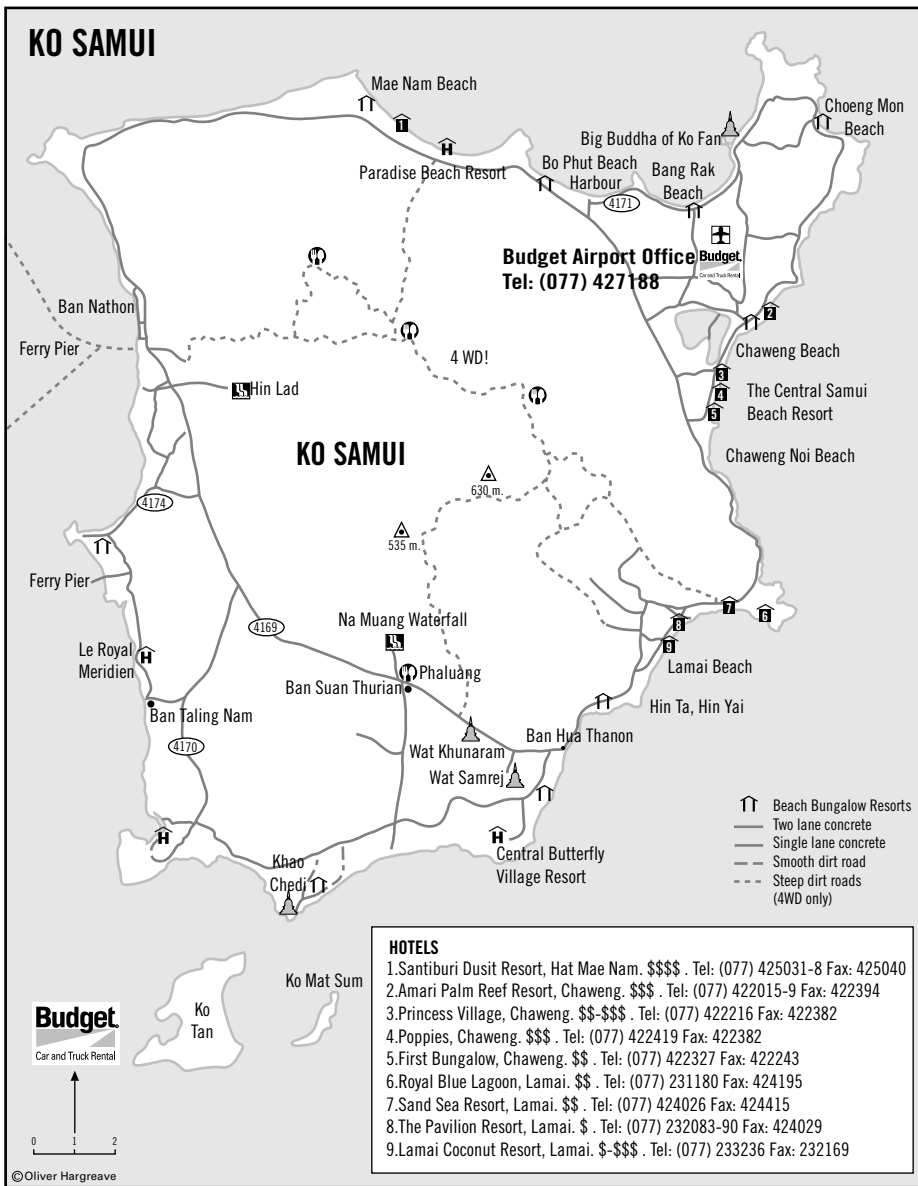 KO SAMUI
Mae Nam Beach
1
H
Paradise Beach Resort
Choeng Mon
Beach
Big Buddha of Ko Fan
Bo Phut Beach
Harbour
Bang Rak
Beach
4171
Budget Airport Office
Tel: (077) 427188
Budget
Car and Truck Rental
Ban Nathon
Ferry Pier
4 WD!
2
Chaweng Beach
3
4
5
The Central Samui
Beach Resort
Hin Lad
KO SAMUI
Chaweng Noi Beach
630 m.
535 m.
4174
Ferry Pier
4169
Na Muang Waterfall
7
6
8
9
Lamai Beach
Le Royal
Meridien
H
Phaluang
Ban Suan Thurian
Hin Ta, Hin Yai
Ban Taling Nam
4170
Wat Khunaram
Ban Hua Thanon
Wat Samrej
H
H
Central Butterfly
Village Resort
Khao
Chedi
Beach Bungalow Resorts
Two lane concrete
Single lane concrete
Smooth dirt road
Steep dirt roads
(4WD only)
Ko
Tan
Ko Mat Sum
HOTELS
1.Santiburi Dusit Resort, Hat Mae Nam. $$$$ . Tel: (077) 425031-8 Fax: 425040
2.Amari Palm Reef Resort, Chaweng. $$$ . Tel: (077) 422015-9 Fax: 422394
3.Princess Village, Chaweng. $$-$$$ . Tel: (077) 422216 Fax: 422382
4.Poppies, Chaweng. $$$ . Tel: (077) 422419 Fax: 422382
5.First Bungalow, Chaweng. $$ . Tel: (077) 422327 Fax: 422243
6.Royal Blue Lagoon, Lamai. $$ . Tel: (077) 231180 Fax: 424195
7.Sand Sea Resort, Lamai. $$ . Tel: (077) 424026 Fax: 424415
8.The Pavilion Resort, Lamai. $ . Tel: (077) 232083-90 Fax: 424029
9.Lamai Coconut Resort, Lamai. $-$$$ . Tel: (077) 233236 Fax: 232169
Budget
Car and Truck Rental
0 1 2
©Oliver Hargreave